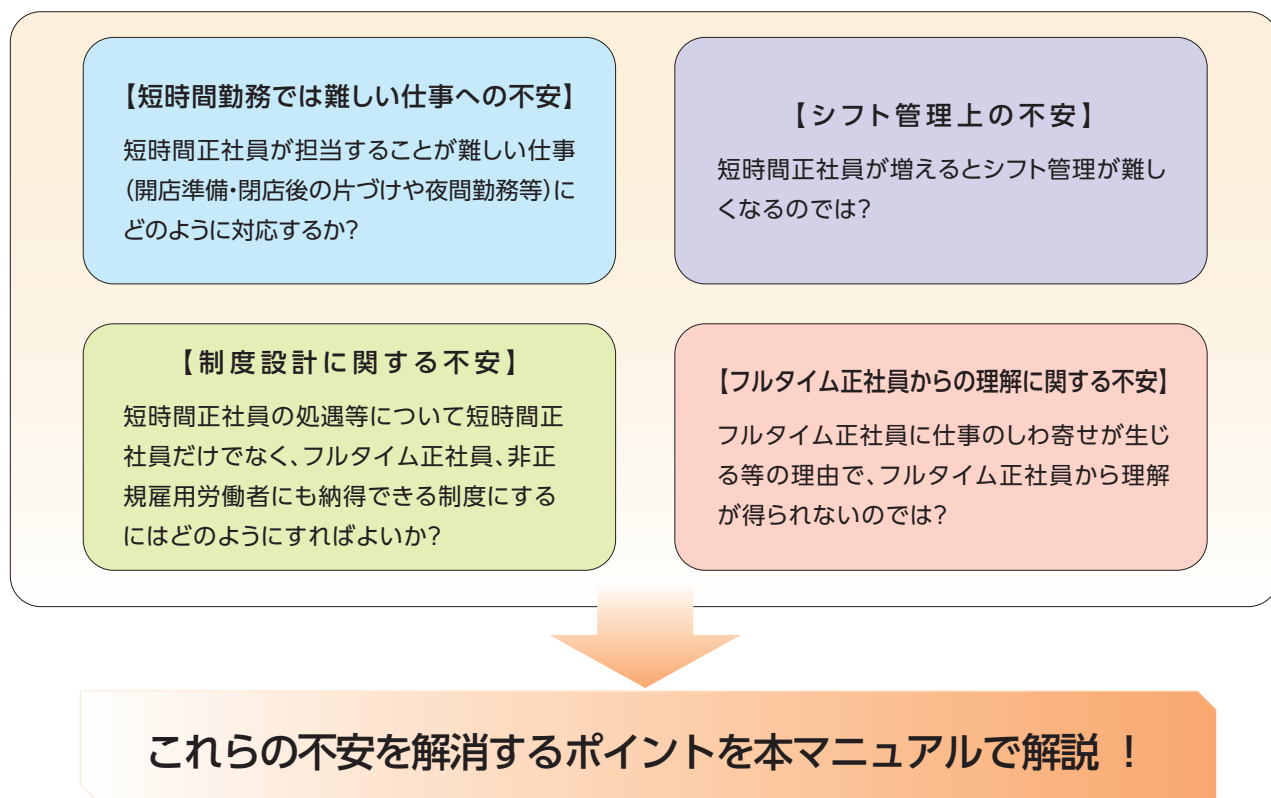 【短時間勤務では難しい仕事への不安】
短時間正社員が担当することが難しい仕事
(開店準備・閉店後の片づけや夜間勤務等)に
どのように対応するか?
【シフト管理上の不安】
短時間正社員が増えるとシフト管理が難し
くなるのでは?
【制度設計に関する不安】
短時間正社員の処遇等について短時間正
社員だけでなく、フルタイム正社員、非正
規雇用労働者にも納得できる制度にする
にはどのようにすればよいか?
【フルタイム正社員からの理解に関する不安】
フルタイム正社員に仕事のしわ寄せが生じ
る等の理由で、フルタイム正社員から理解
が得られないのでは?
これらの不安を解消するポイントを本マニュアルで解説 !